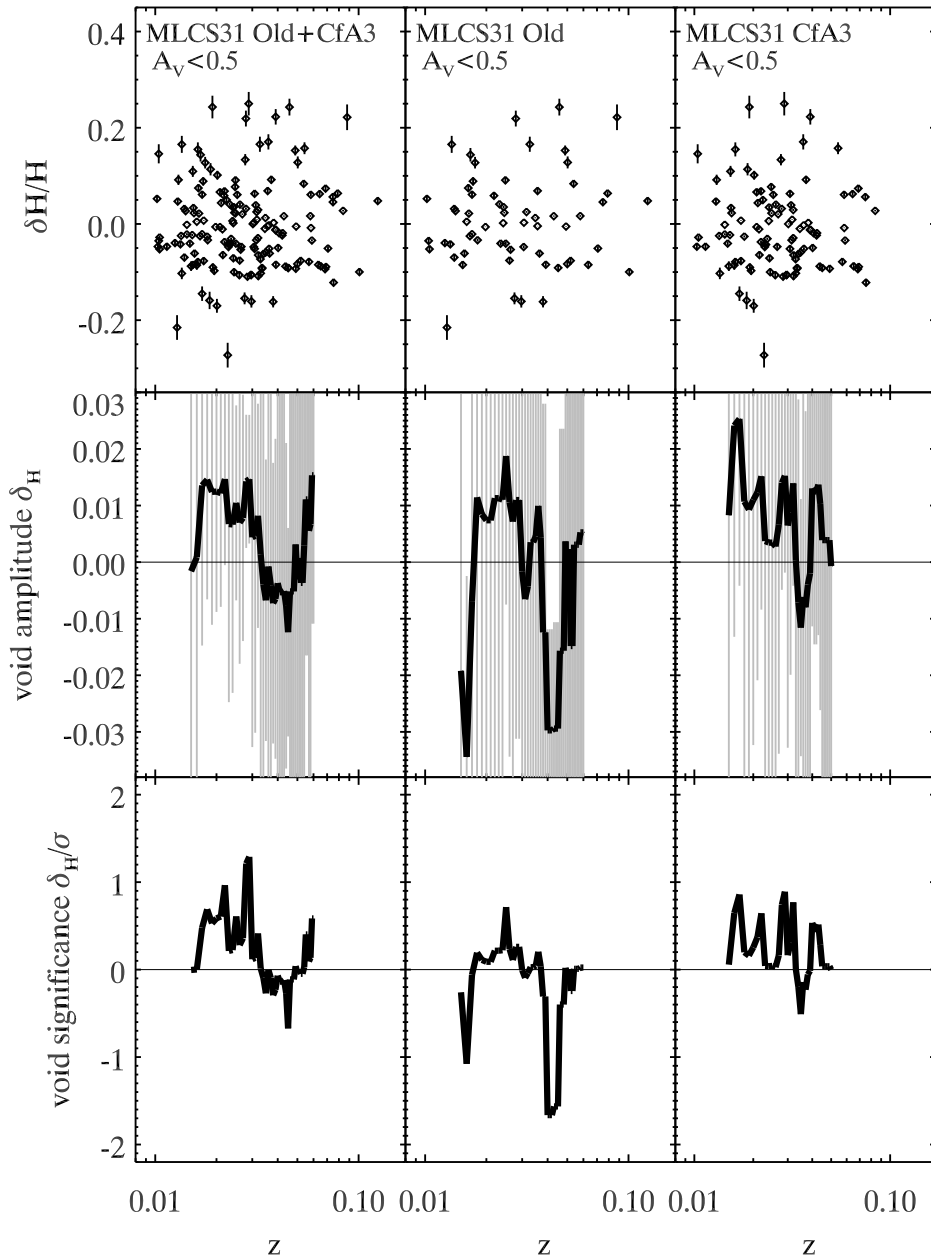 MLCS31 Old+CfA3
A_V<0.5
MLCS31 Old
A_V<0.5
MLCS31 CfA3
A_V<0.5
δH/H
0.4
0.2
0.0
-0.2
void amplitude δ_H
0.03
0.02
0.01
0.00
-0.01
-0.02
-0.03
void significance δ_H/σ
2
1
0
-1
-2
0.01
0.10
0.01
0.10
0.01
0.10
z
z
z